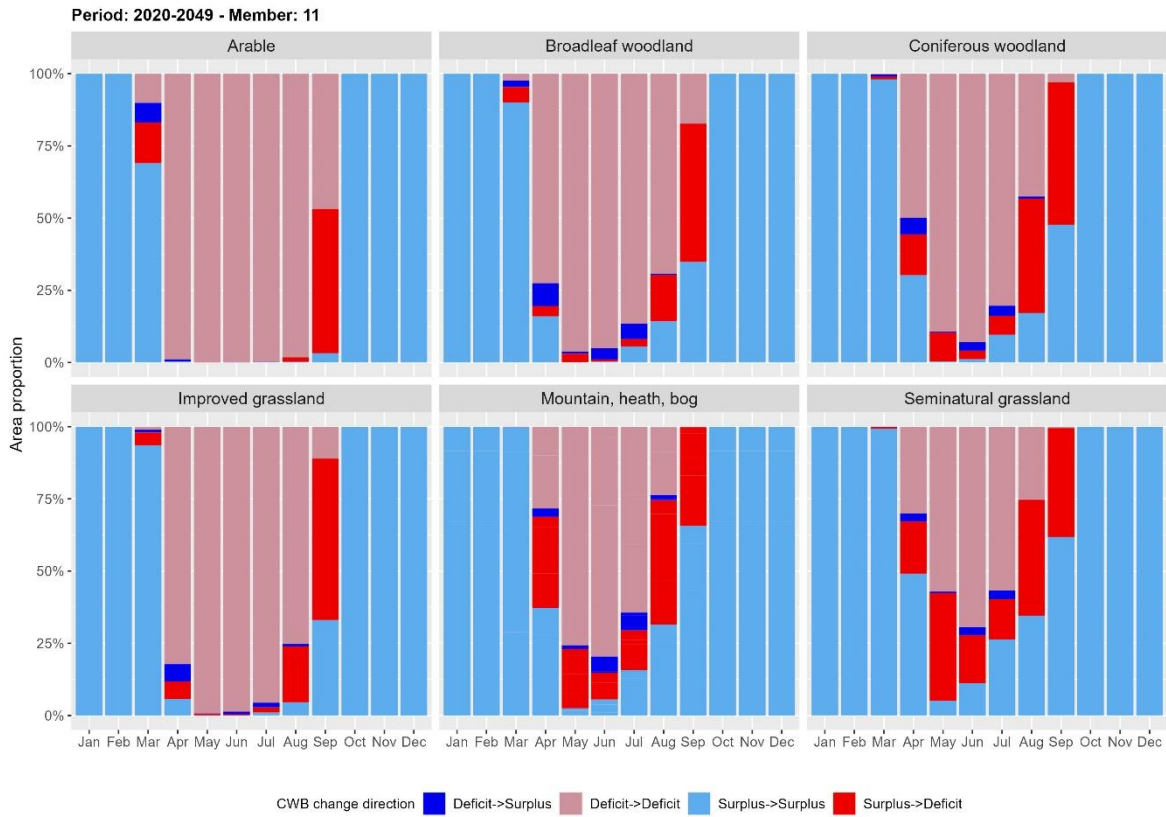 Period: 2020-2049 - Member: 11
Arable Broadleaf woodland Coniferous woodland
100%
75%
50%
25%
0%
Improved grassland Mountain, heath, bog Seminatural grassland
100%
75%
50%
25%
0%
Area proportion
Jan Feb Mar Apr May Jun Jul Aug Sep Oct Nov Dec Jan Feb Mar Apr May Jun Jul Aug Sep Oct Nov Dec Jan Feb Mar Apr May Jun Jul Aug Sep Oct Nov Dec
CWB change direction Deficit->Surplus Deficit->Deficit Surplus->Surplus Surplus->Deficit